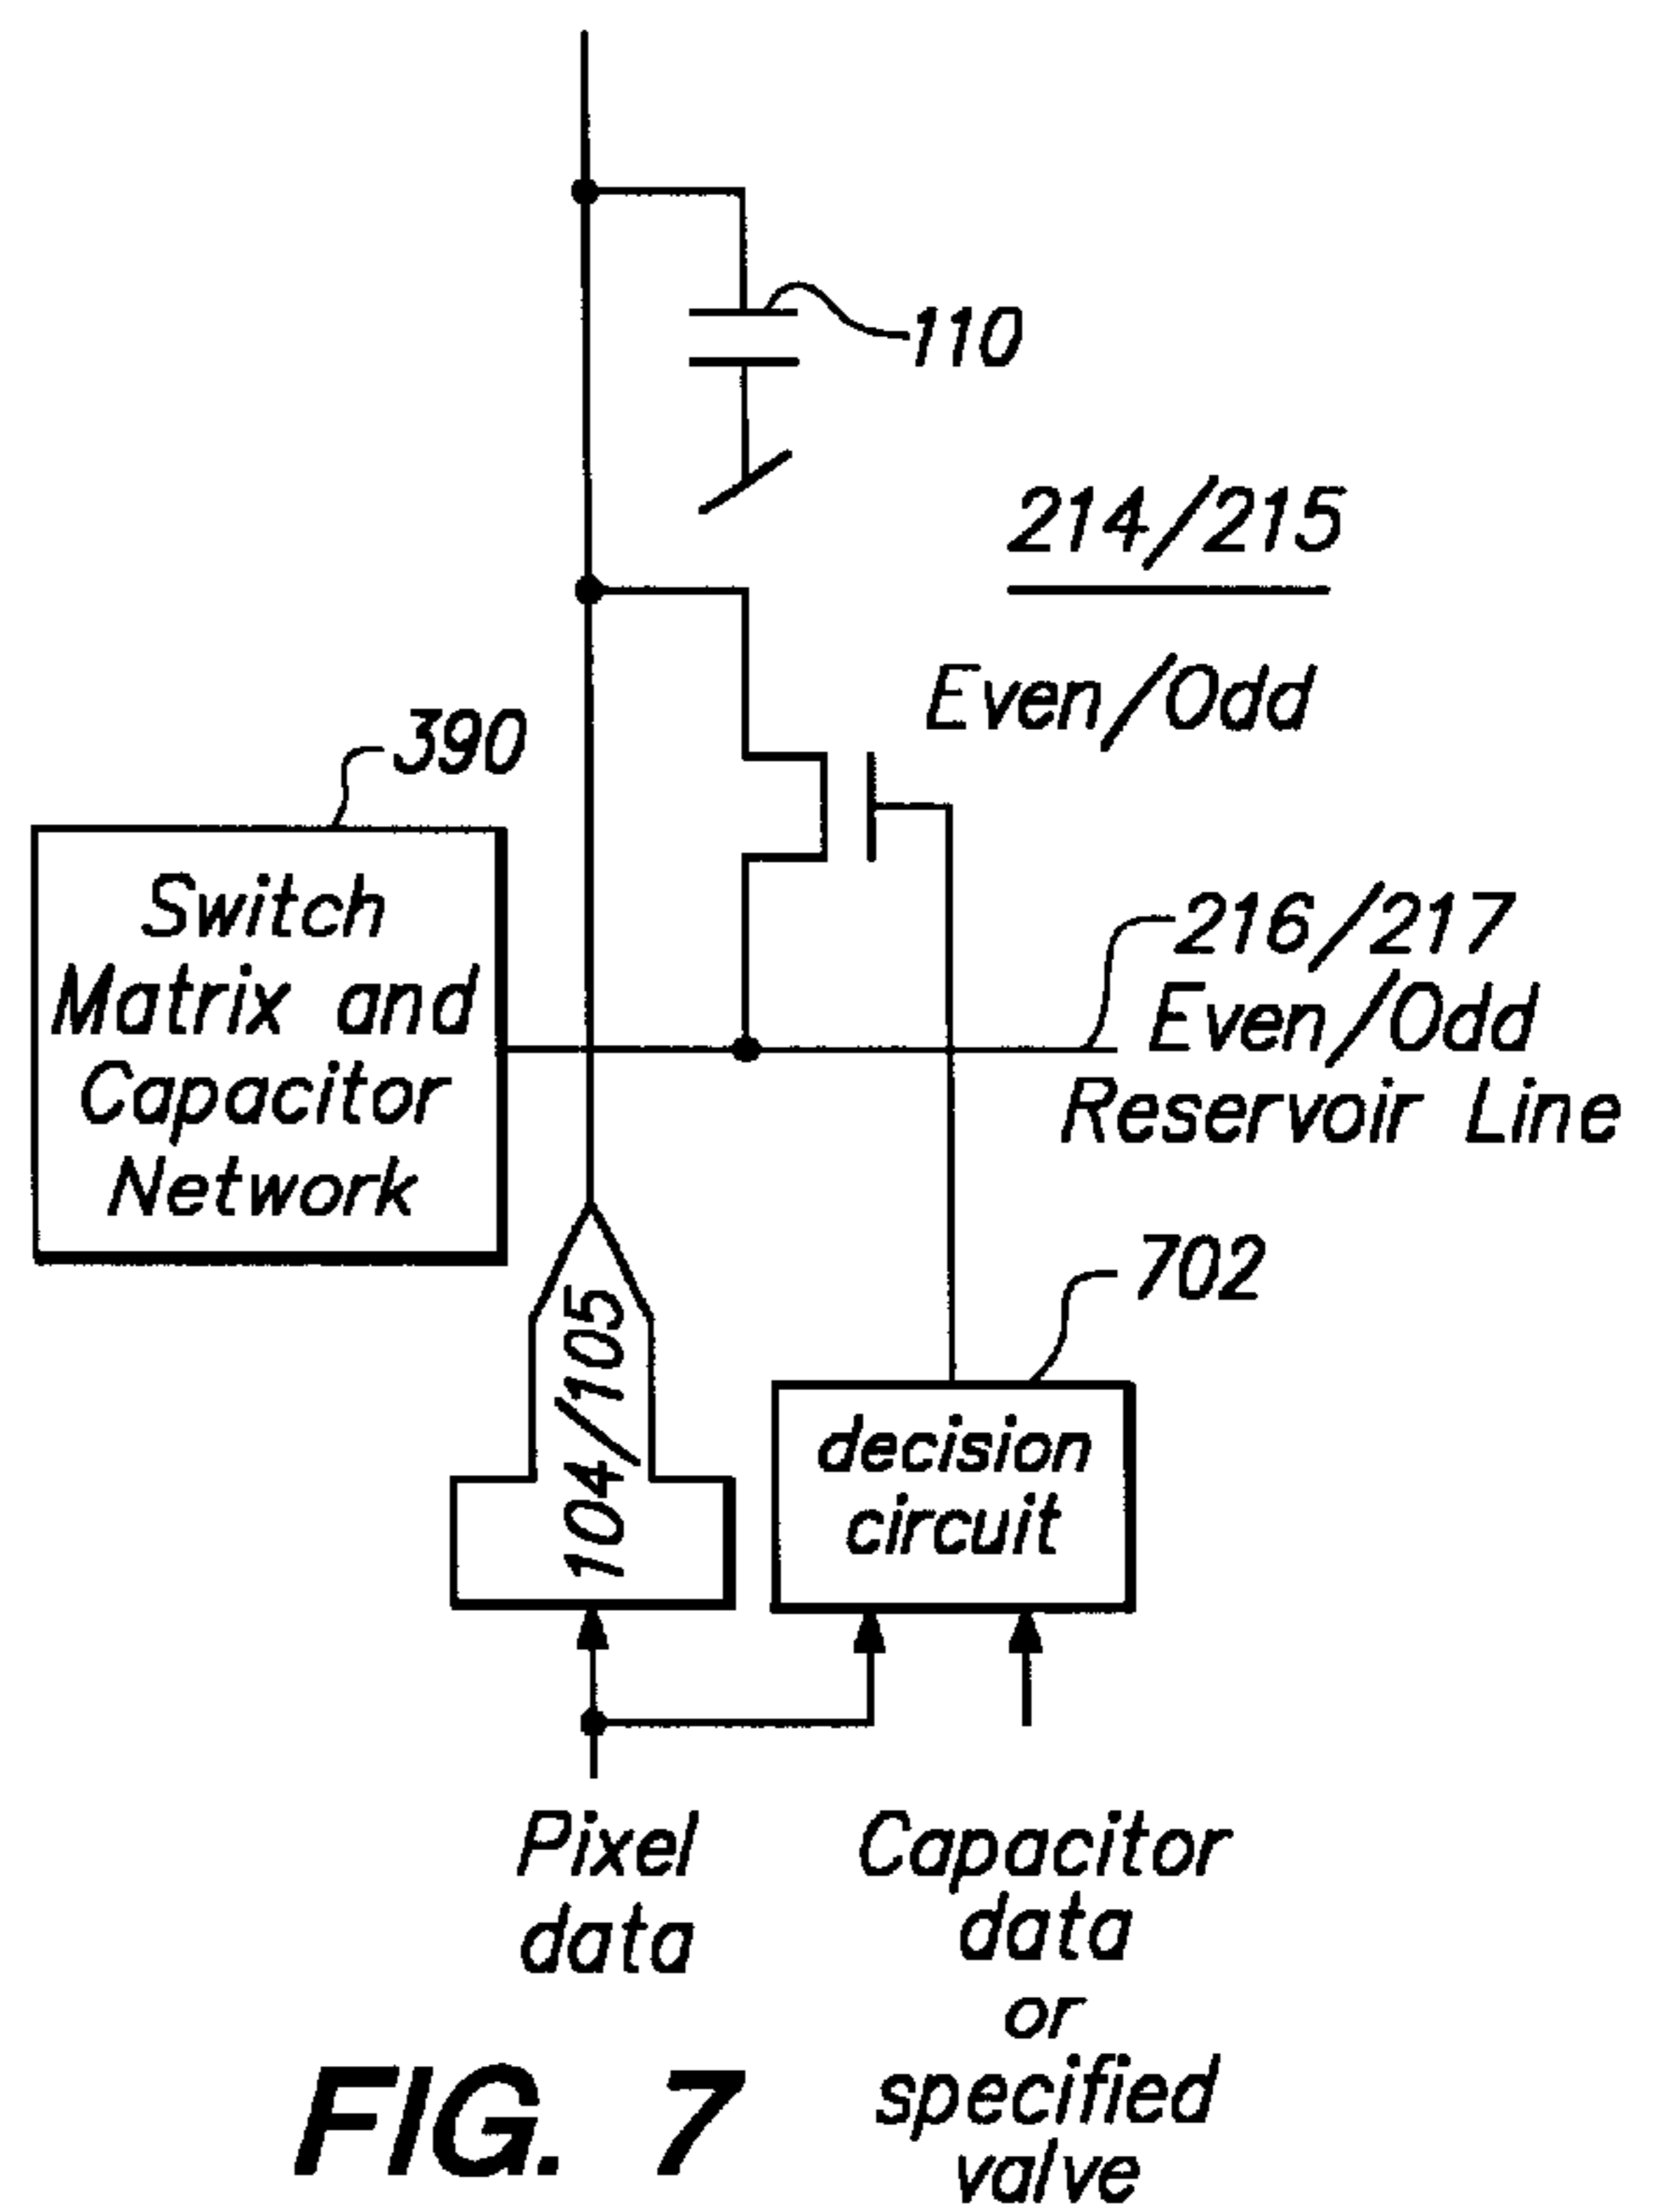 110
214/215
Even/Odd
390
Switch
Matrix and
Capacitor
Network
216/217
Even/Odd
Reservoir Line
702
104/105
decision
circuit
Pixel
data
Capacitor
data
or
specified
valve
FIG. 7